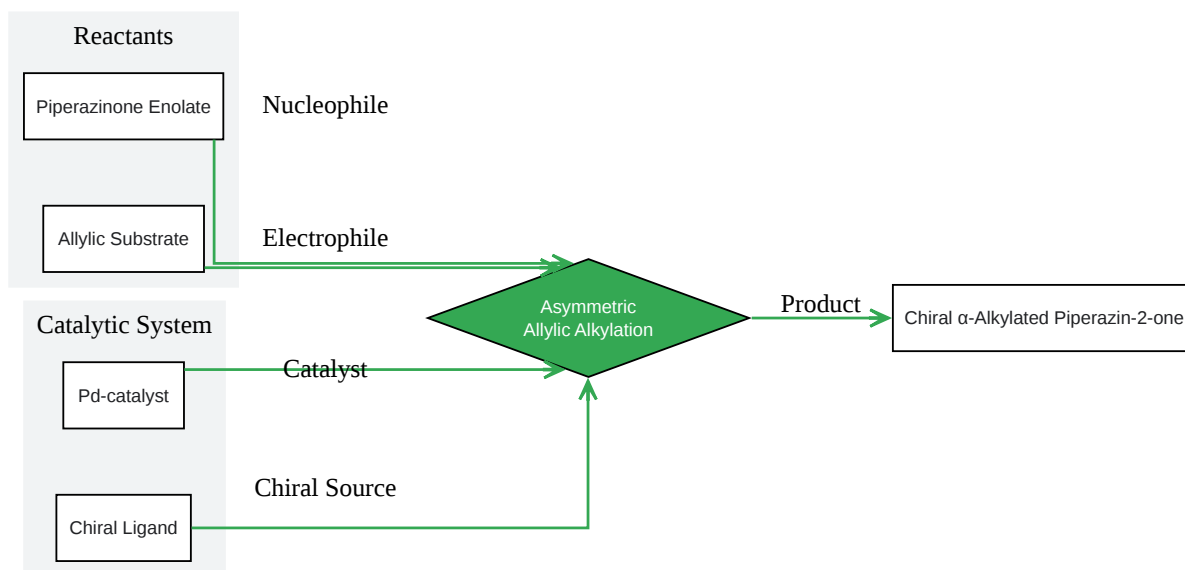 Reactants
Piperazinone Enolate
Nucleophile
Allylic Substrate
Electrophile
Asymmetric
Allylic Alkylation
Product
Chiral α-Alkylated Piperazin-2-one
Catalytic System
Pd-catalyst
Catalyst
Chiral Ligand
Chiral Source